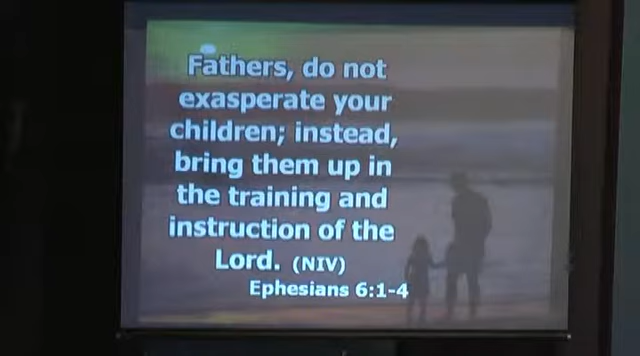 Fathers, do not
exasperate your
children; instead,
bring them up in
the training and
instruction of the
Lord. (NIV)
Ephesians 6:1-4